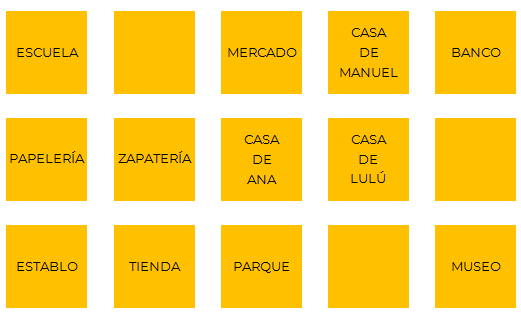 ESCUELA
MERCADO
CASA
DE
MANUEL
BANCO
PAPELERÍA
ZAPATERÍA
CASA
DE
ANA
CASA
DE
LULÚ
ESTABLO
TIENDA
PARQUE
MUSEO